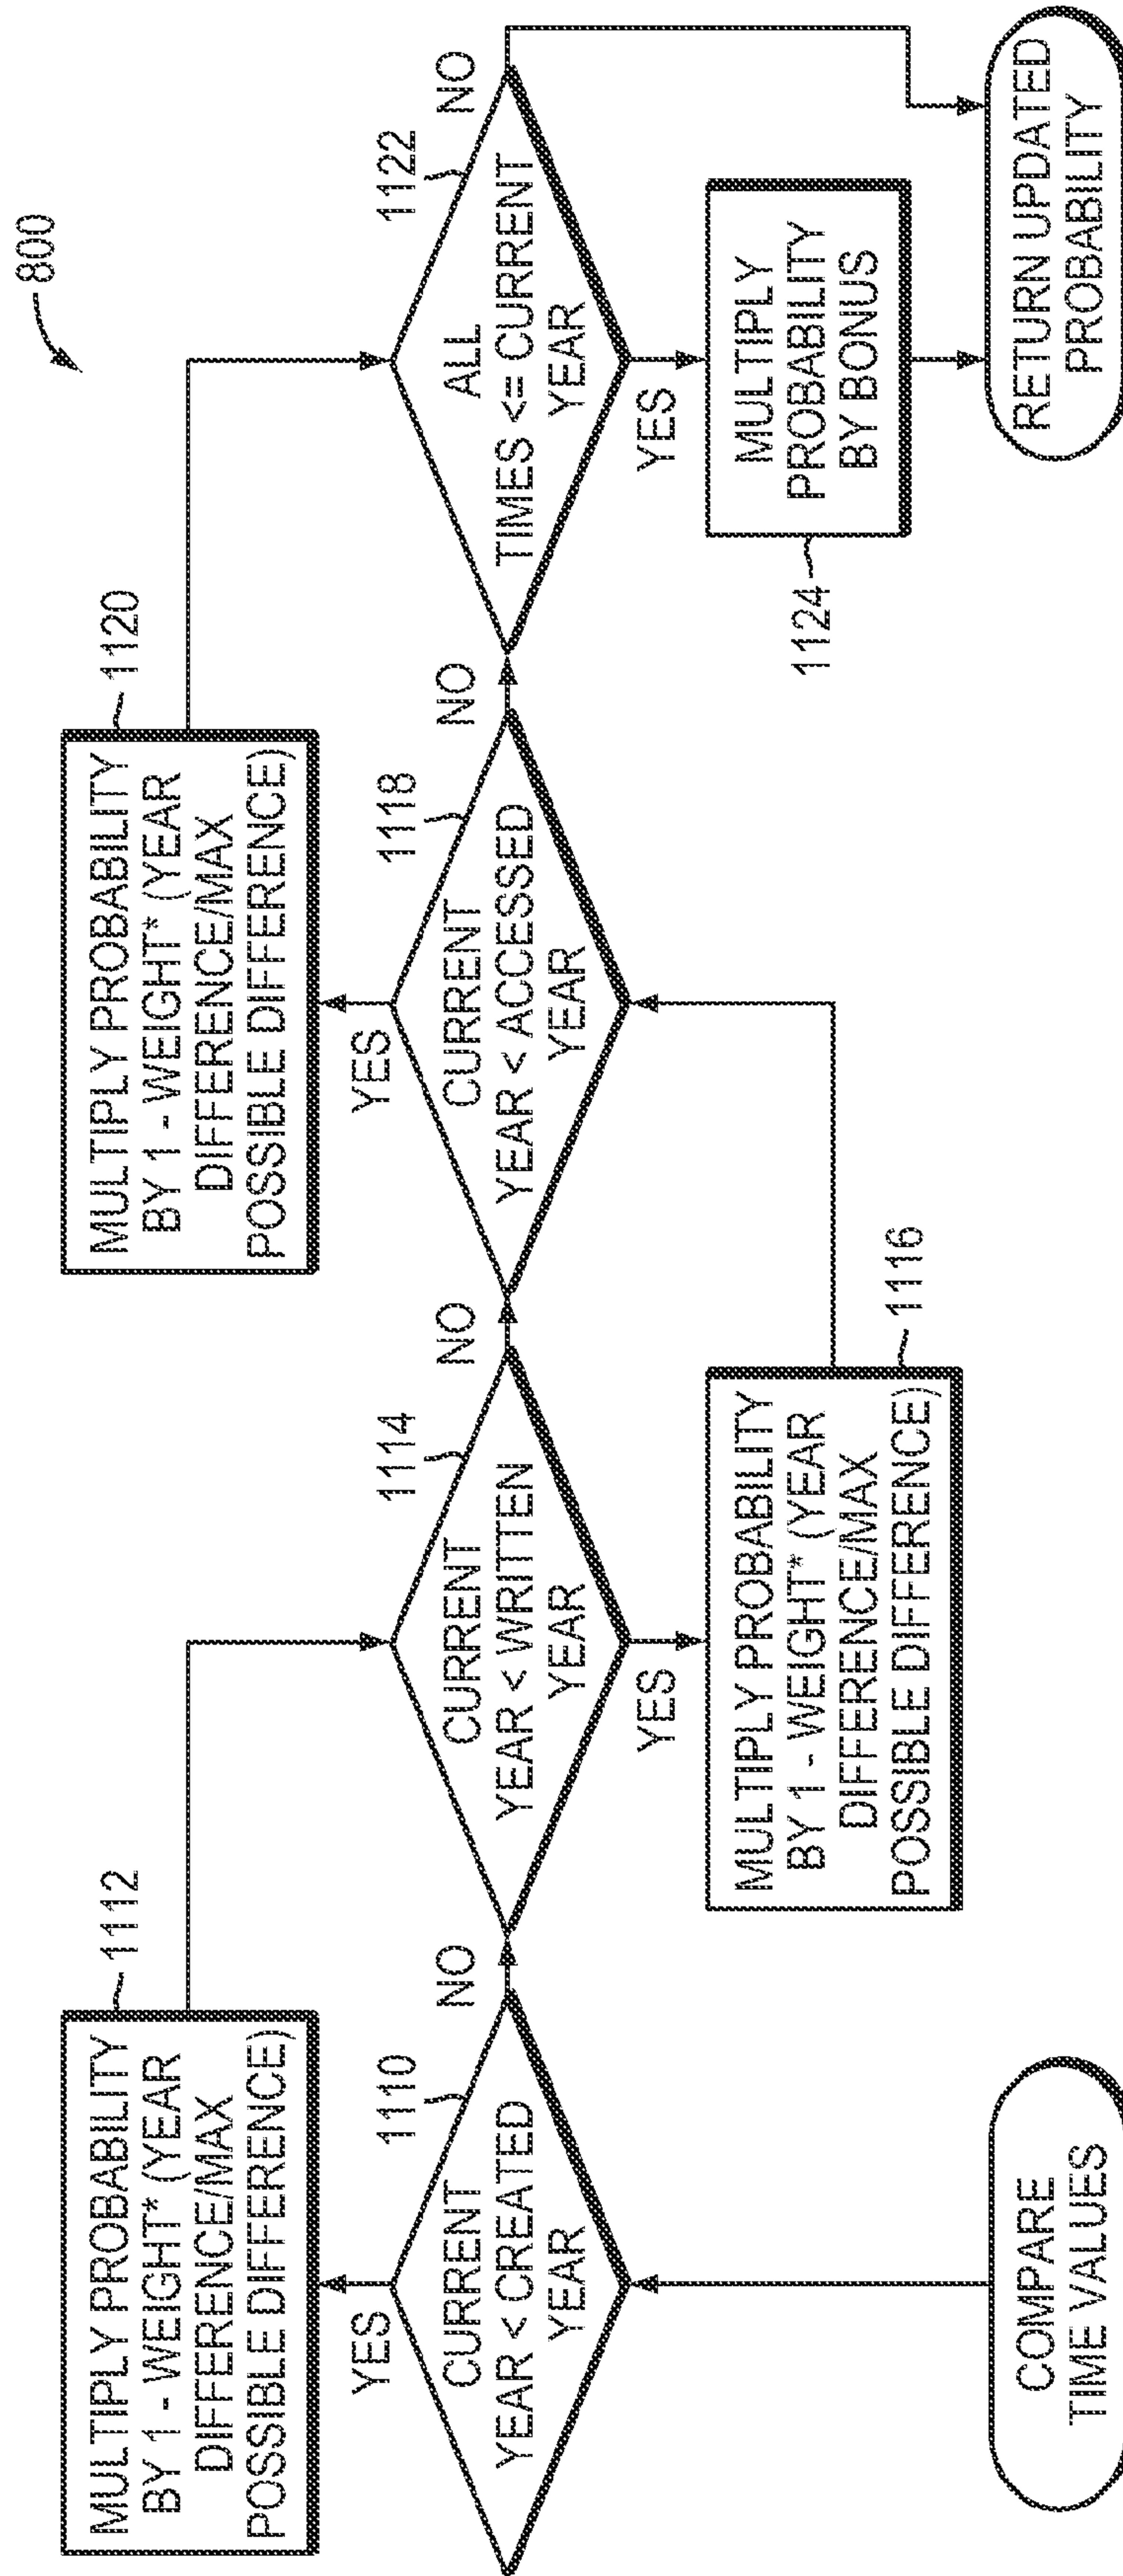 800
COMPARE
TIME VALUES
CURRENT
YEAR < CREATED
YEAR
1110
YES
NO
MULTIPLY PROBABILITY
BY 1 - WEIGHT* (YEAR
DIFFERENCE/MAX
POSSIBLE DIFFERENCE)
1112
CURRENT
YEAR < WRITTEN
YEAR
1114
YES
NO
MULTIPLY PROBABILITY
BY 1 - WEIGHT* (YEAR
DIFFERENCE/MAX
POSSIBLE DIFFERENCE)
1116
CURRENT
YEAR < ACCESSED
YEAR
1118
YES
NO
MULTIPLY PROBABILITY
BY 1 - WEIGHT* (YEAR
DIFFERENCE/MAX
POSSIBLE DIFFERENCE)
1120
ALL
TIMES <= CURRENT
YEAR
1122
YES
NO
MULTIPLY
PROBABILITY
BY BONUS
1124
RETURN UPDATED
PROBABILITY